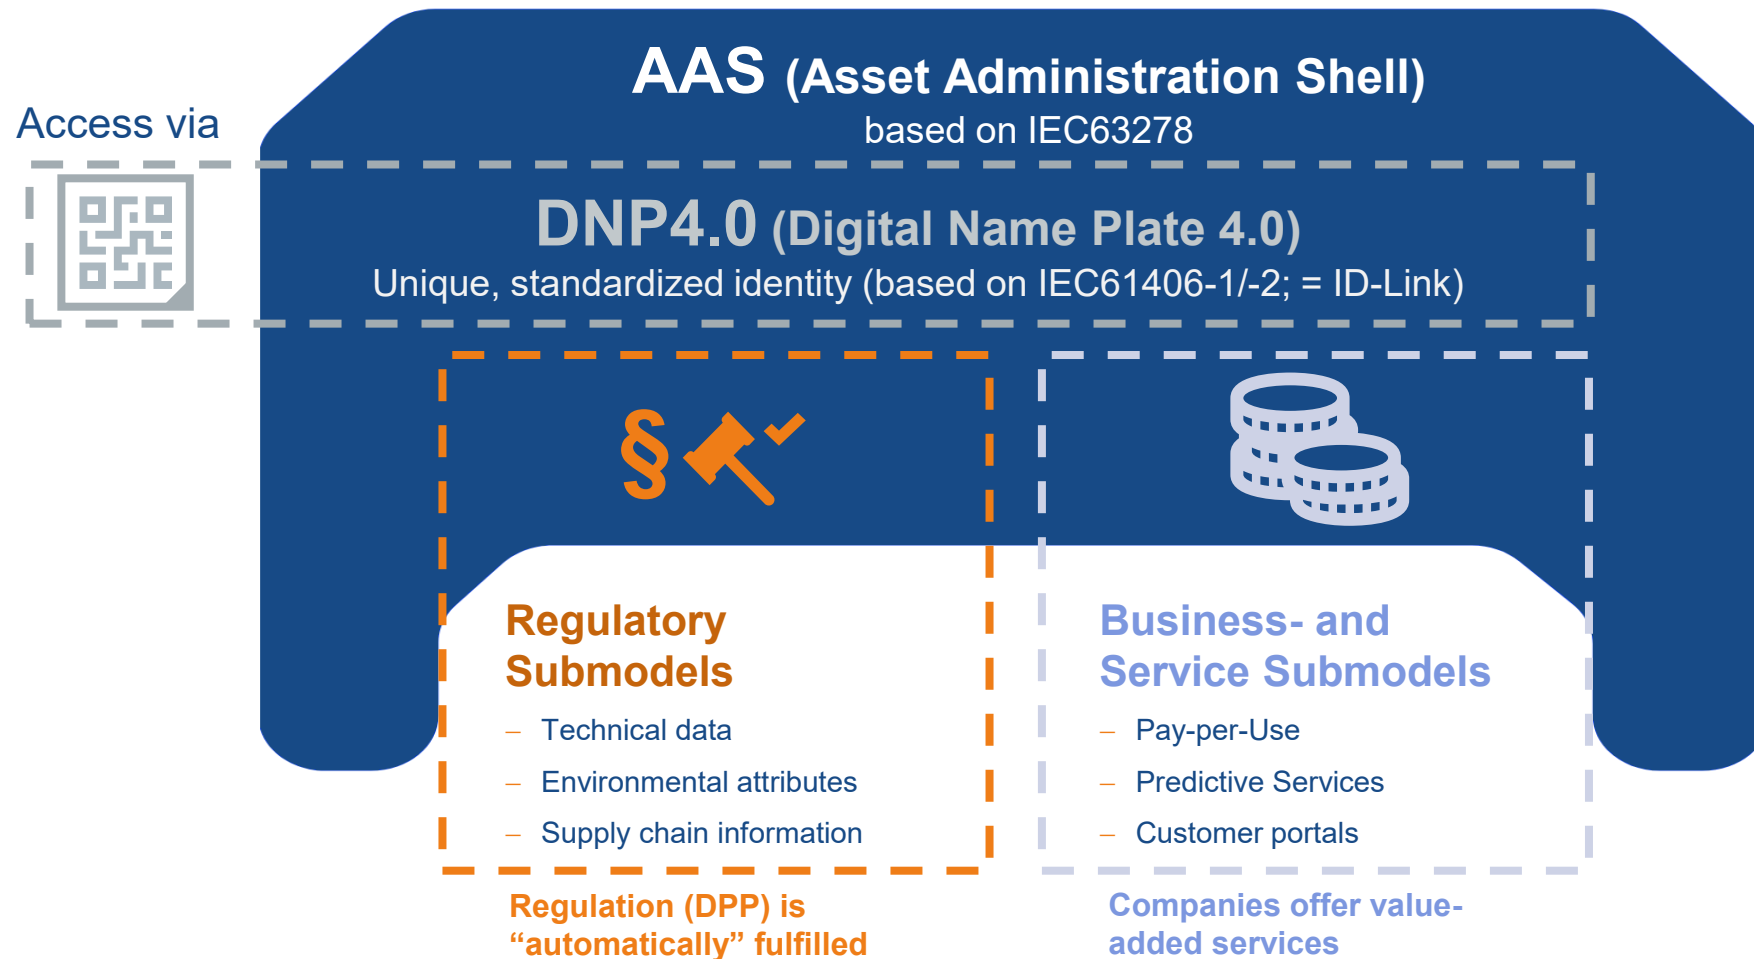 AAS (Asset Administration Shell)
based on IEC63278
Access via
DNP4.0 (Digital Name Plate 4.0)
Unique, standardized identity (based on IEC61406-1/-2; = ID-Link)
§
Regulatory
Submodels
– Technical data
– Environmental attributes
– Supply chain information
Regulation (DPP) is
“automatically” fulfilled
Business- and
Service Submodels
– Pay-per-Use
– Predictive Services
– Customer portals
Companies offer value-
added services